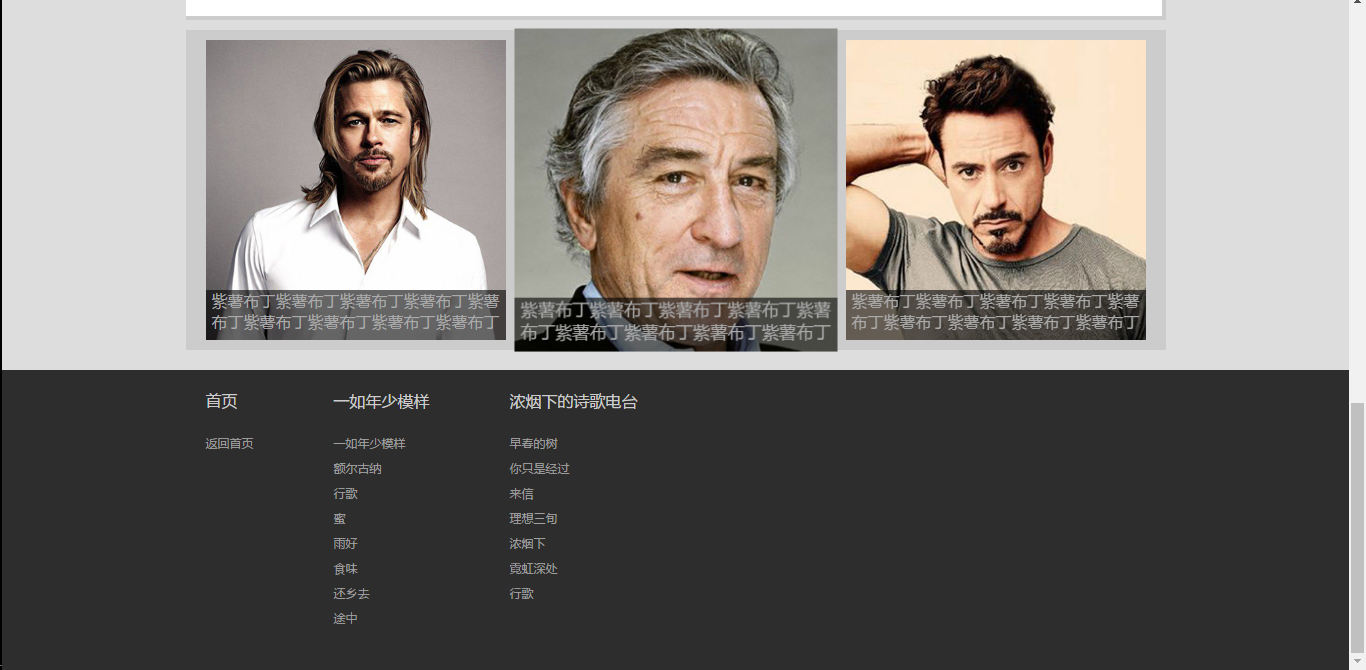 紫薯布丁紫薯布丁紫薯布丁紫薯布丁紫薯
布丁紫薯布丁紫薯布丁紫薯布丁紫薯布丁
紫薯布丁紫薯布丁紫薯布丁紫薯布丁紫薯
布丁紫薯布丁紫薯布丁紫薯布丁紫薯布丁
紫薯布丁紫薯布丁紫薯布丁紫薯布丁紫薯
布丁紫薯布丁紫薯布丁紫薯布丁紫薯布丁
首页
返回首页
一如年少模样
一如年少模样
额尔古纳
行歌
蜜
雨好
食味
还乡去
途中
浓烟下的诗歌电台
早春的树
你只是经过
来信
理想三旬
浓烟下
霓虹深处
行歌